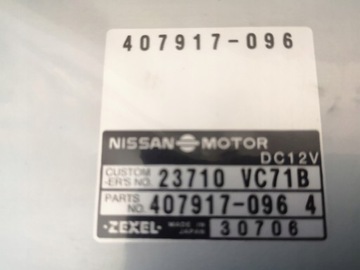 407917-096
NISSAN MOTOR
DC12V
CUSTOM
-ER'S NO. 23710 VC71B
PARTS
NO. 407917-096 4
-ZEXEL- MADE IN
JAPAN 30706